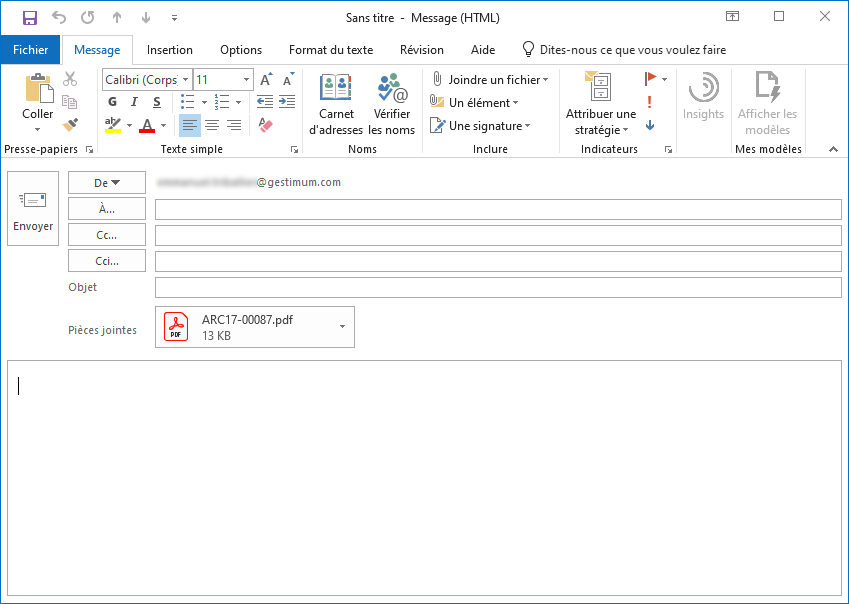 Sans titre - Message (HTML)
Fichier Message Insertion Options Format du texte Révision Aide Dites-nous ce que vous voulez faire
Coller
Presse-papiers
Calibri (Corps) 11
G I S
ab A
Texte simple
Carnet d'adresses
Vérifier les noms
Noms
Joindre un fichier
Un élément
Une signature
Inclure
Attribuer une stratégie
Indicateurs
Insights
Afficher les modèles
Mes modèles
Envoyer
De
@gestimum.com
À...
Cc...
Cci...
Objet
Pièces jointes
PDF
ARC17-00087.pdf
13 KB